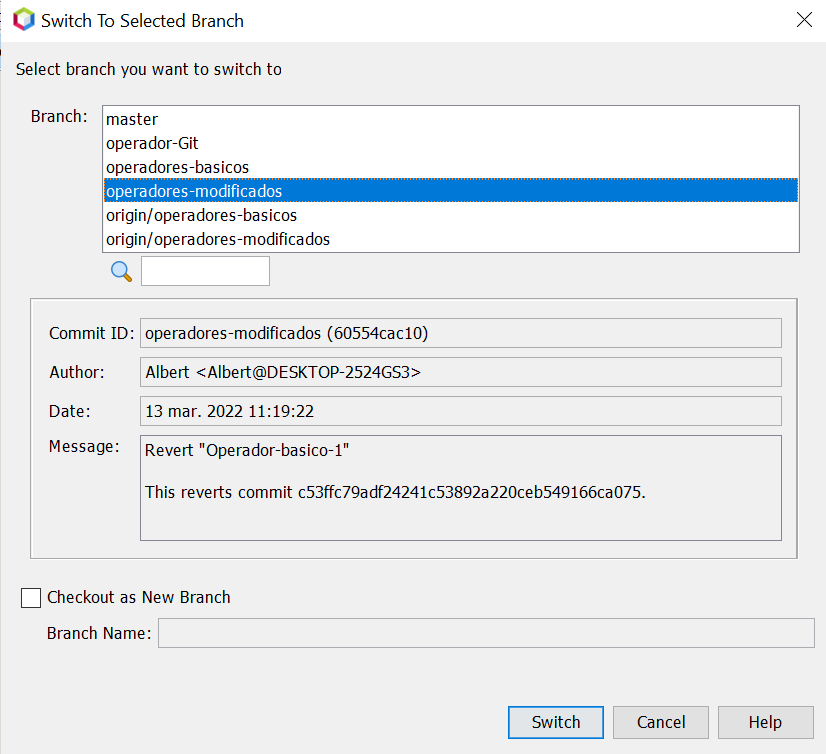 Switch To Selected Branch
Select branch you want to switch to
Branch:
master
operador-Git
operadores-basicos
operadores-modificados
origin/operadores-basicos
origin/operadores-modificados
Commit ID: operadores-modificados (60554cac10)
Author: Albert <Albert@DESKTOP-2524GS3>
Date: 13 mar. 2022 11:19:22
Message: Revert "Operador-basico-1"
This reverts commit c53ffc79adf24241c53892a220ceb549166ca075.
Checkout as New Branch
Branch Name:
Switch Cancel Help